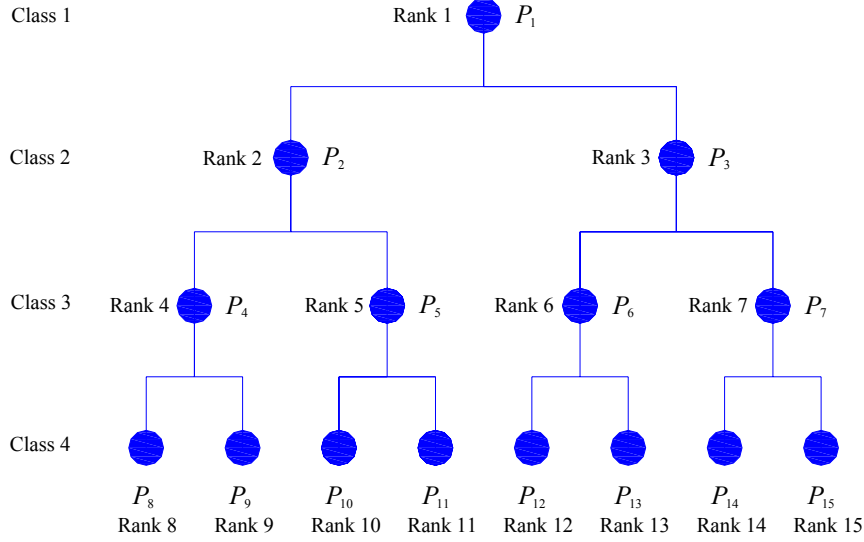 Class 1 Rank 1 P₁
Class 2 Rank 2 P₂ Rank 3 P₃
Class 3 Rank 4 P₄ Rank 5 P₅ Rank 6 P₆ Rank 7 P₇
Class 4
P₈ P₉ P₁₀ P₁₁ P₁₂ P₁₃ P₁₄ P₁₅
Rank 8 Rank 9 Rank 10 Rank 11 Rank 12 Rank 13 Rank 14 Rank 15